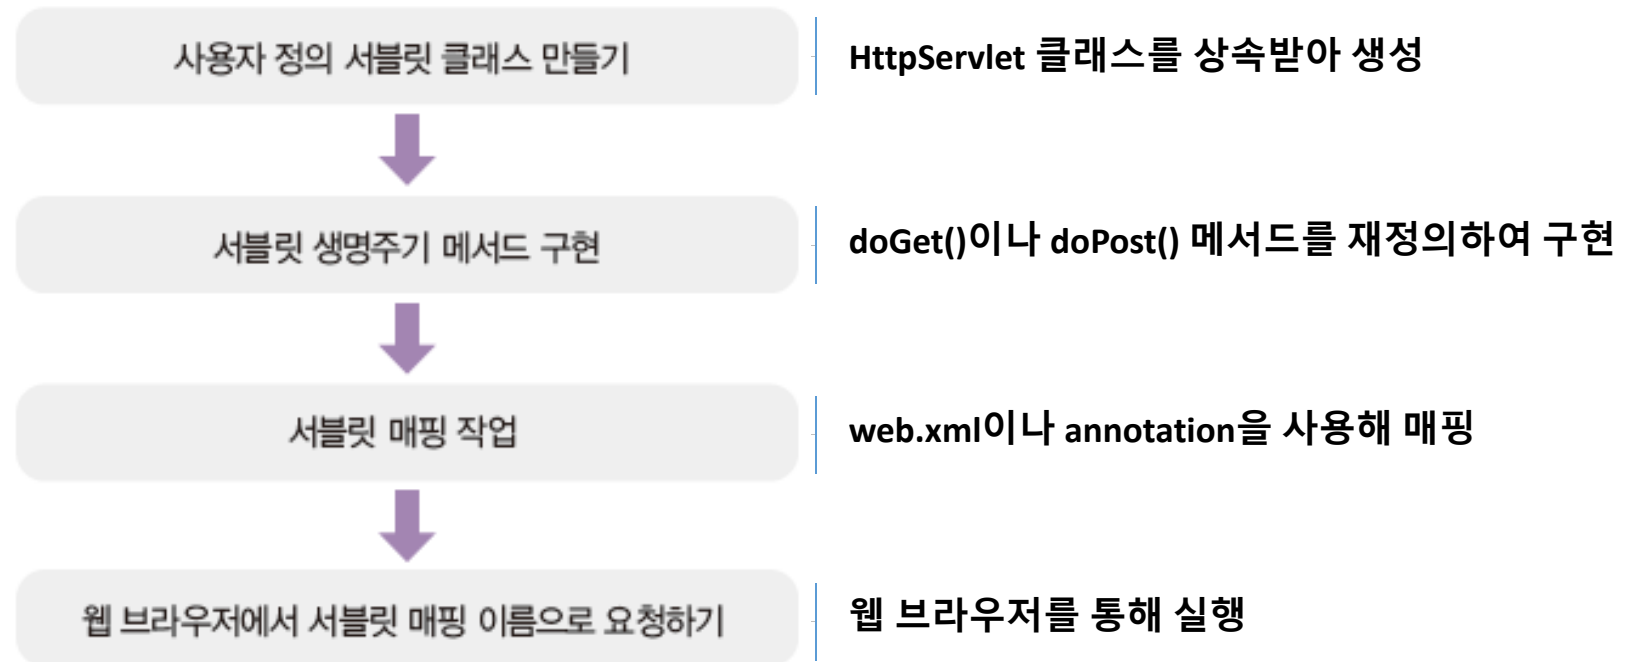 사용자 정의 서블릿 클래스 만들기
HttpServlet 클래스를 상속받아 생성
서블릿 생명주기 메서드 구현
doGet()이나 doPost() 메서드를 재정의하여 구현
서블릿 매핑 작업
web.xml이나 annotation을 사용해 매핑
웹 브라우저에서 서블릿 매핑 이름으로 요청하기
웹 브라우저를 통해 실행